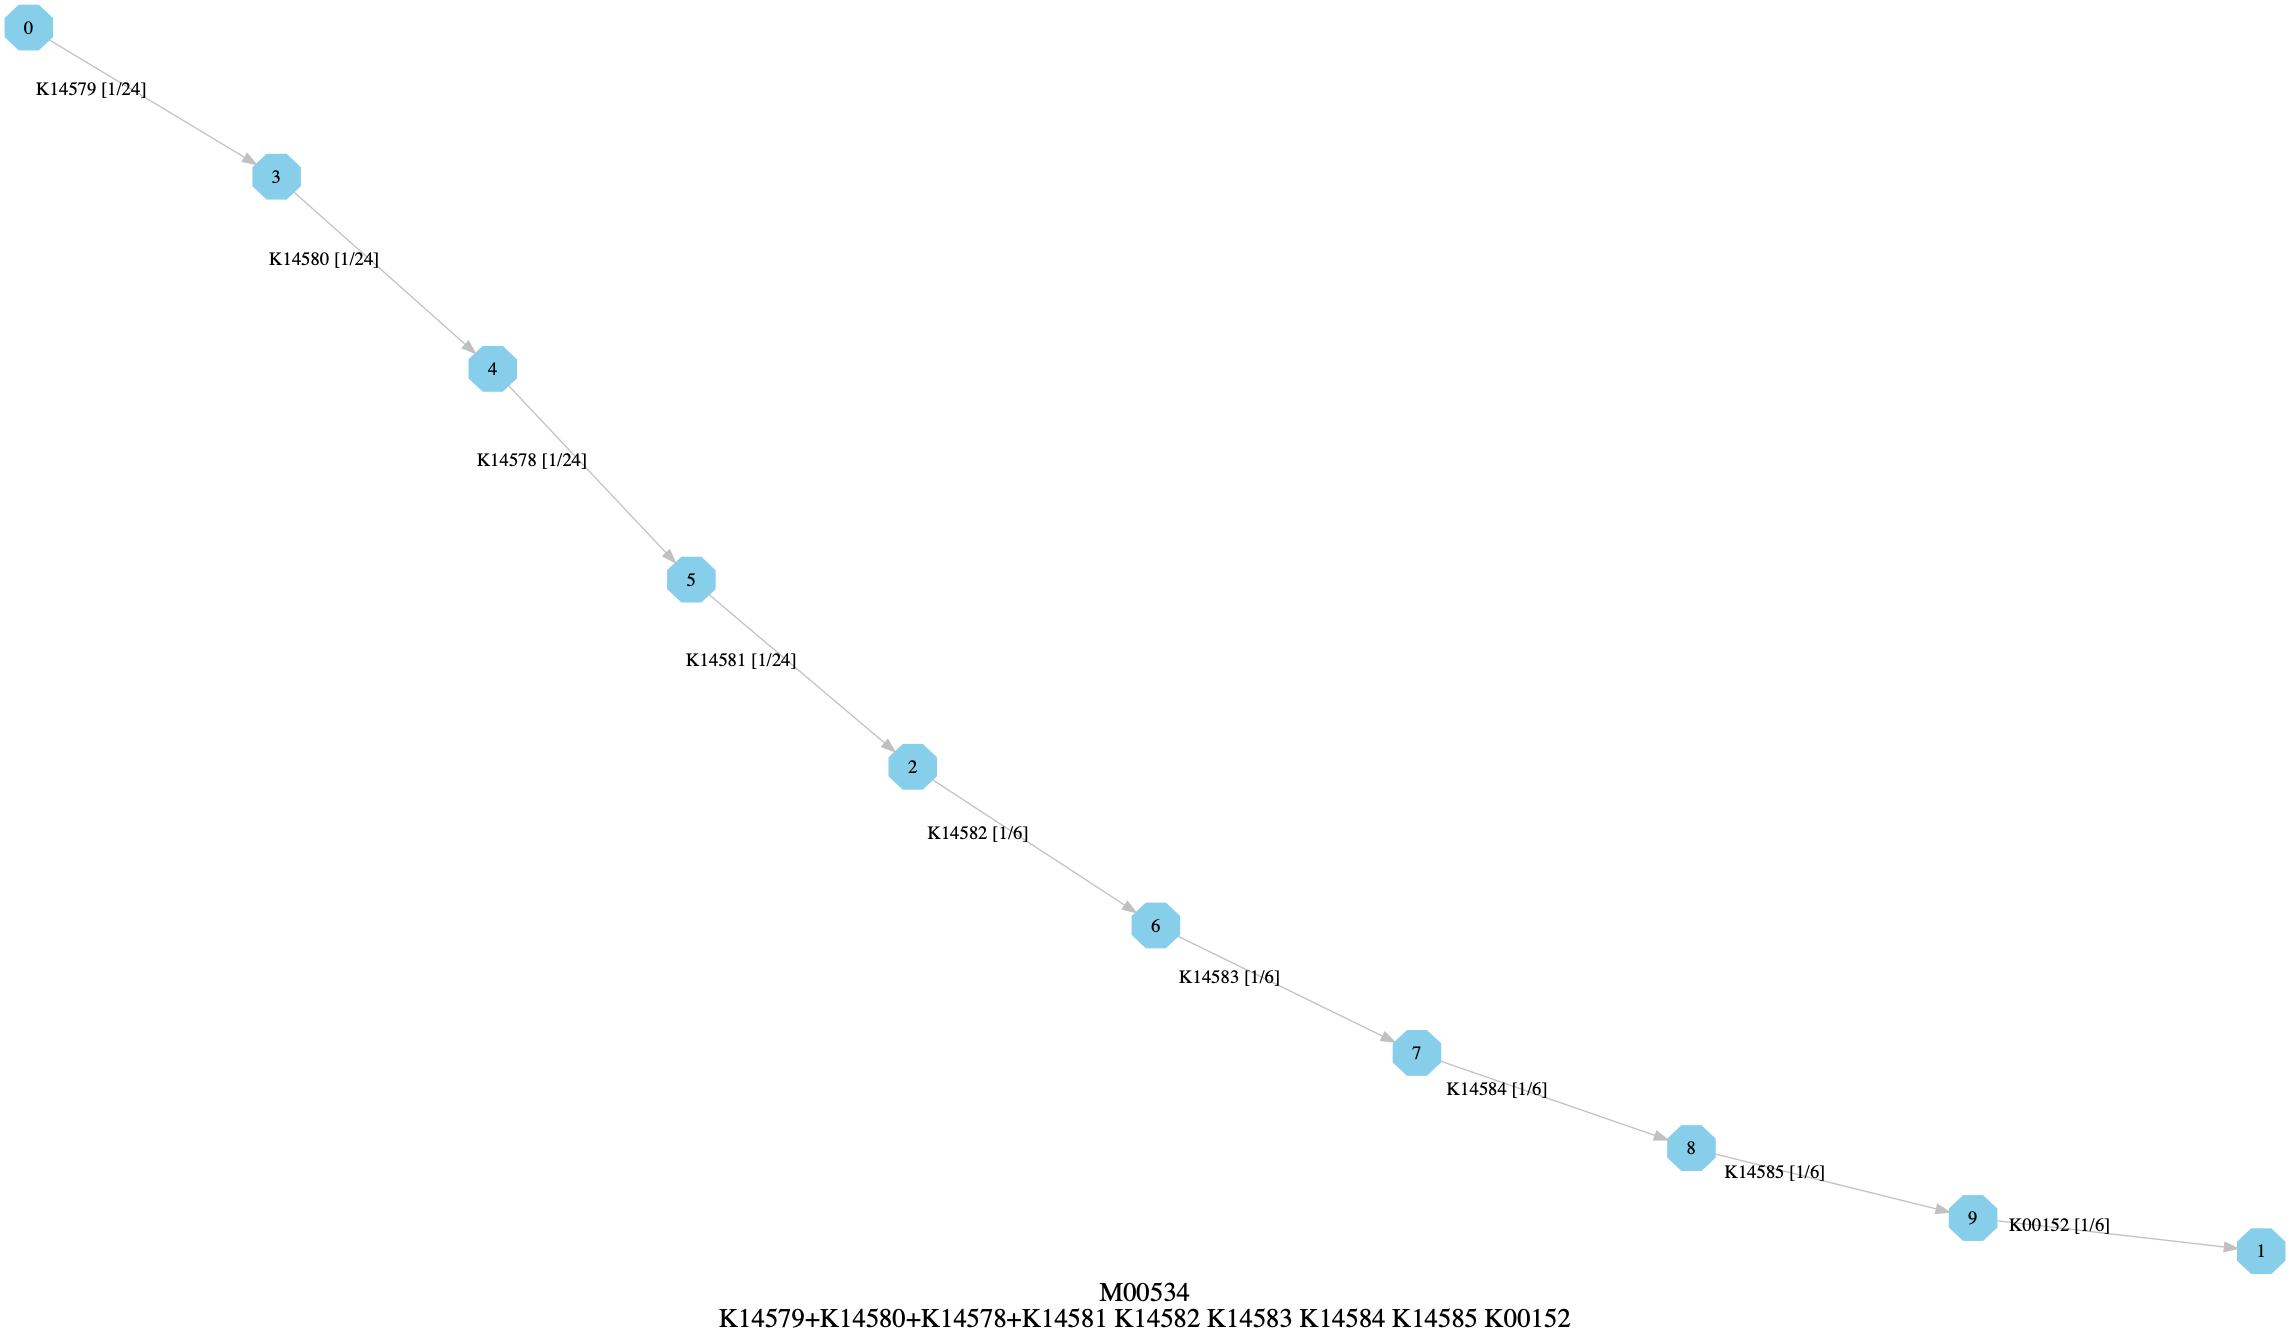 0
K14579 [1/24]
3
K14580 [1/24]
4
K14578 [1/24]
5
K14581 [1/24]
2
K14582 [1/6]
6
K14583 [1/6]
7
K14584 [1/6]
8
K14585 [1/6]
9
K00152 [1/6]
1
M00534
K14579+K14580+K14578+K14581 K14582 K14583 K14584 K14585 K00152